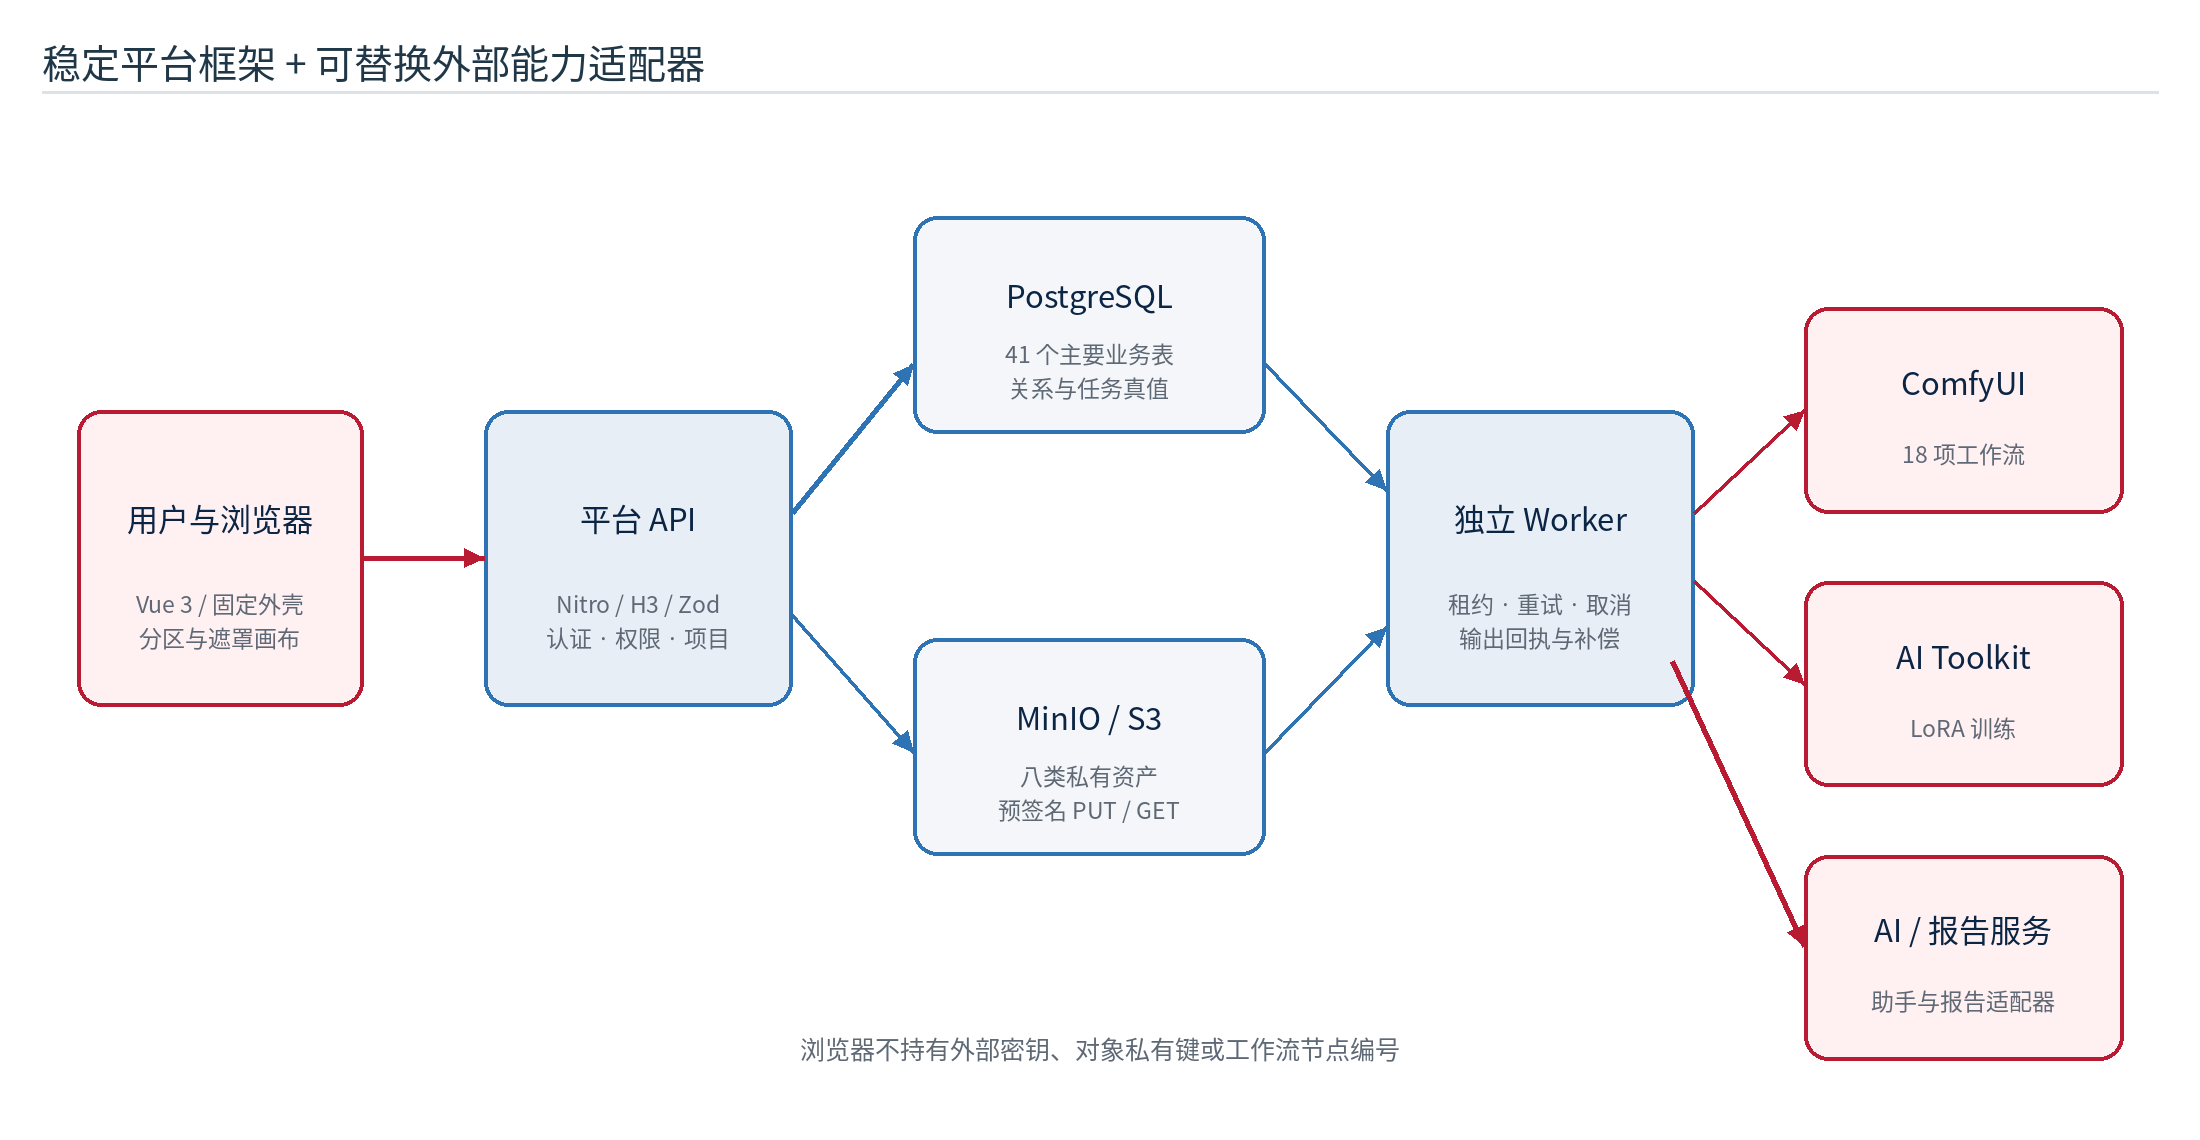 稳定平台框架 + 可替换外部能力适配器
用户与浏览器
Vue 3 / 固定外壳
分区与遮罩画布
平台 API
Nitro / H3 / Zod
认证 · 权限 · 项目
PostgreSQL
41 个主要业务表
关系与任务真值
MinIO / S3
八类私有资产
预签名 PUT / GET
独立 Worker
租约 · 重试 · 取消
输出回执与补偿
ComfyUI
18 项工作流
AI Toolkit
LoRA 训练
AI / 报告服务
助手与报告适配器
浏览器不持有外部密钥、对象私有键或工作流节点编号